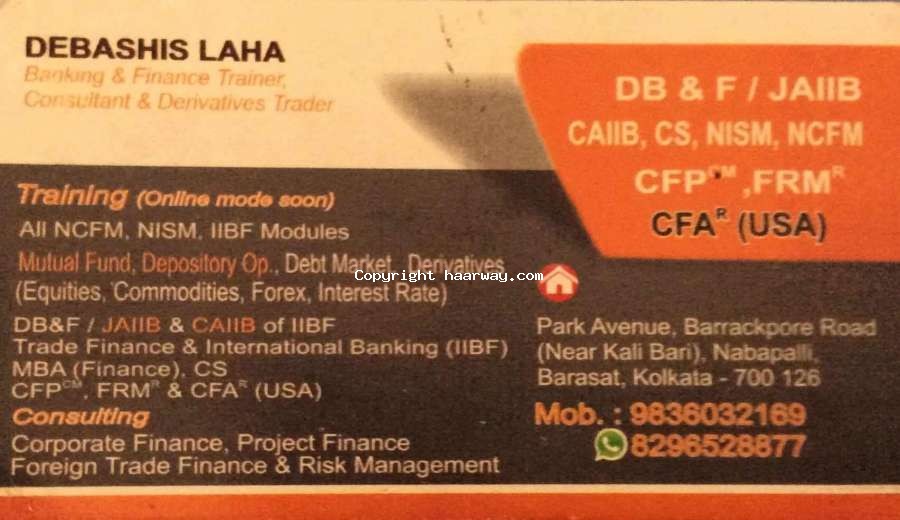 DEBASHIS LAHA
Banking & Finance Trainer,
Consultant & Derivatives Trader
DB & F / JAIIB
CAIIB, CS, NISM, NCFM
CFPᶜᴹ ,FRMᴿ
CFAᴿ (USA)
Training (Online mode soon)
All NCFM, NISM, IIBF Modules
Mutual Fund, Depository Op., Debt Market, Derivatives
(Equities, Commodities, Forex, Interest Rate)
DB&F / JAIIB & CAIIB of IIBF
Trade Finance & International Banking (IIBF)
MBA (Finance), CS
CFPᶜᴹ, FRMᴿ & CFAᴿ (USA)
Consulting
Corporate Finance, Project Finance
Foreign Trade Finance & Risk Management
Park Avenue, Barrackpore Road
(Near Kali Bari), Nabapalli,
Barasat, Kolkata - 700 126
Mob. : 9836032169
8296528877
Copyright haarway.com